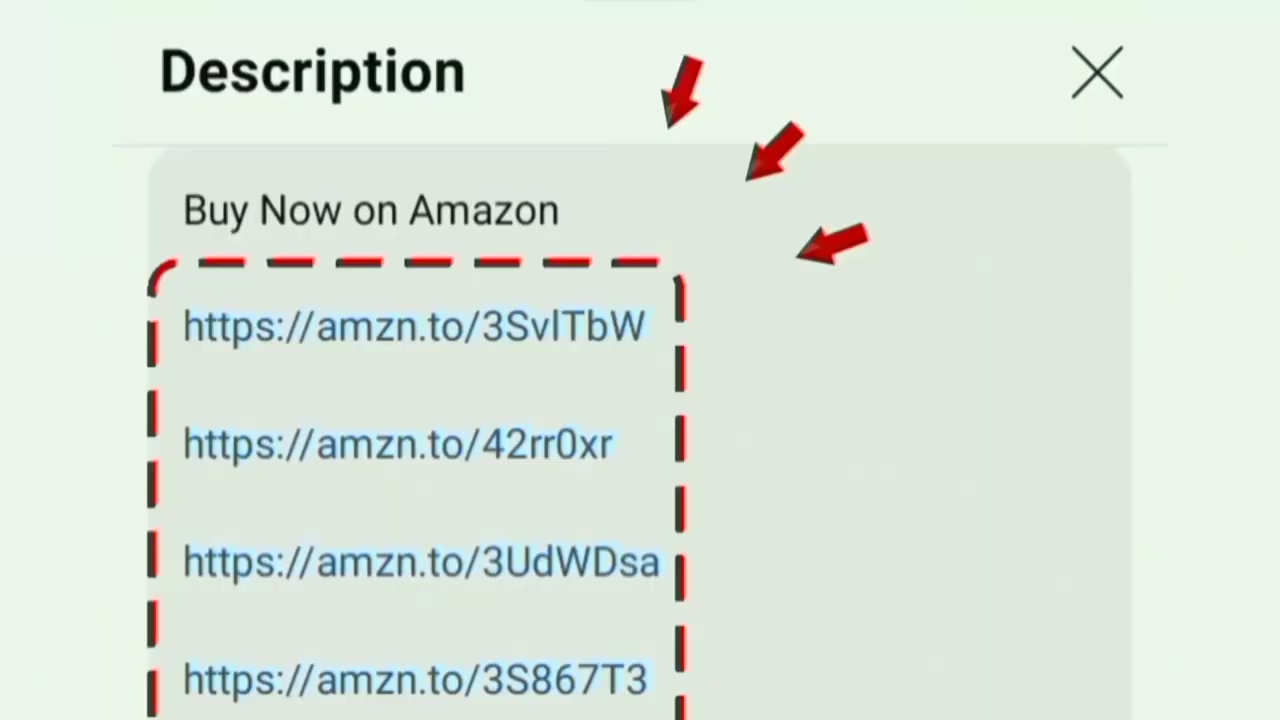 Description
Buy Now on Amazon
https://amzn.to/3SvlTbW
https://amzn.to/42rr0xr
https://amzn.to/3UdWDsa
https://amzn.to/3S867T3